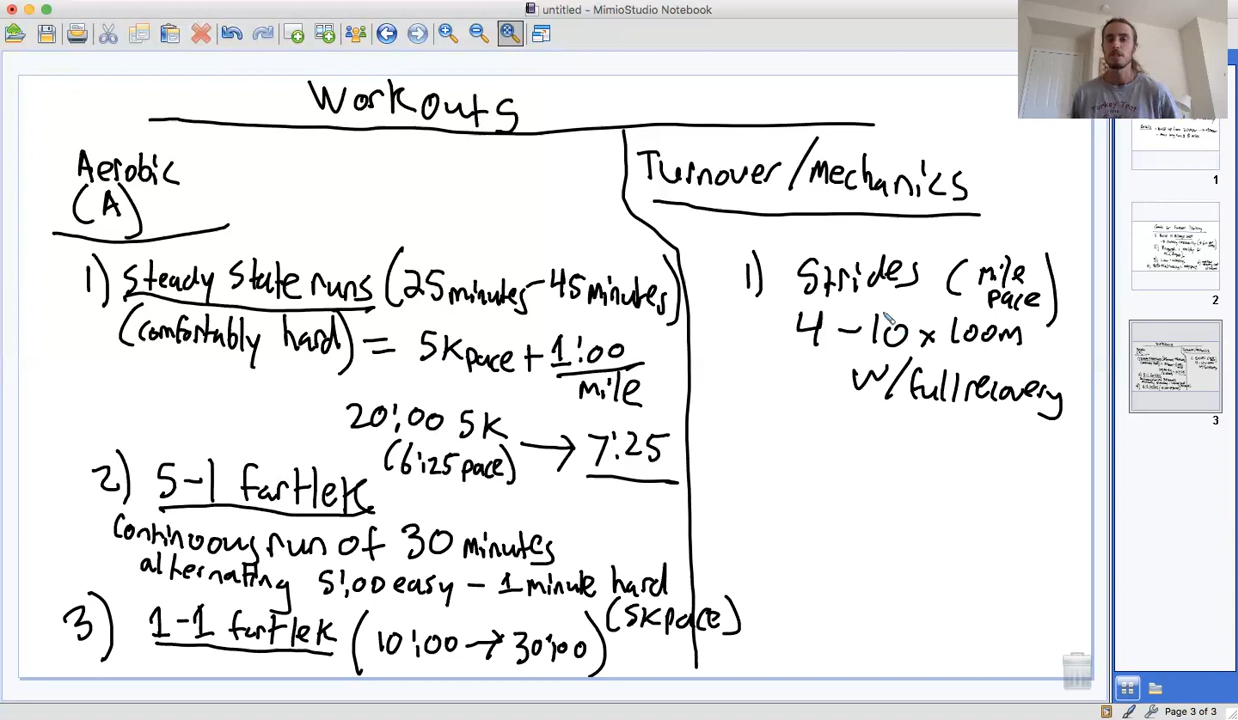 untitled - MimioStudio Notebook
Workouts
Aerobic
(A)
1) Steady state runs (25 minutes - 45 minutes)
(comfortably hard) = 5K pace + 1:00
mile
20:00 5K
(6:25 pace) → 7:25
2) 5-1 fartlek
Continuous run of 30 minutes
alternating 5:00 easy - 1 minute hard
(5K pace)
3) 1-1 fartlek (10:00 → 30:00)
Turnover/mechanics
1) Strides (mile
pace)
4 - 10 x 100m
w/full recovery
1
2
3
Page 3 of 3